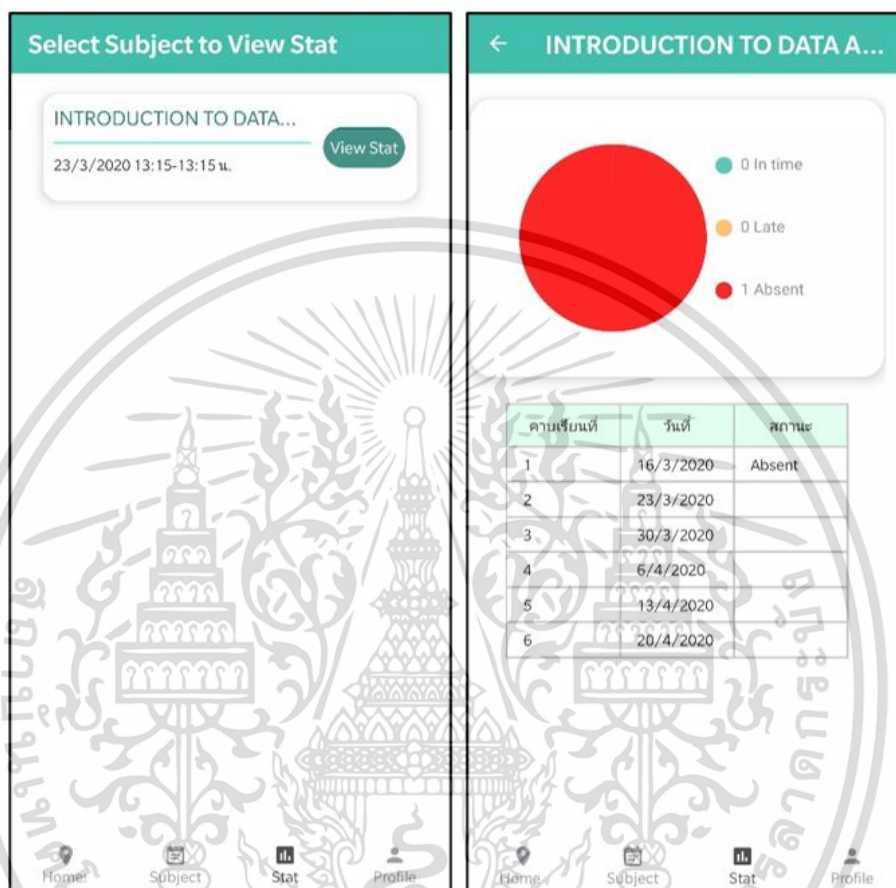 Select Subject to View Stat
INTRODUCTION TO DATA...
View Stat
23/3/2020 13:15-13:15 น.
Home
Subject
Stat
Profile
← INTRODUCTION TO DATA A...
0 In time
0 Late
1 Absent
คาบเรียนที่ วันที่ สถานะ
1 16/3/2020 Absent
2 23/3/2020
3 30/3/2020
4 6/4/2020
5 13/4/2020
6 20/4/2020
Home
Subject
Stat
Profile